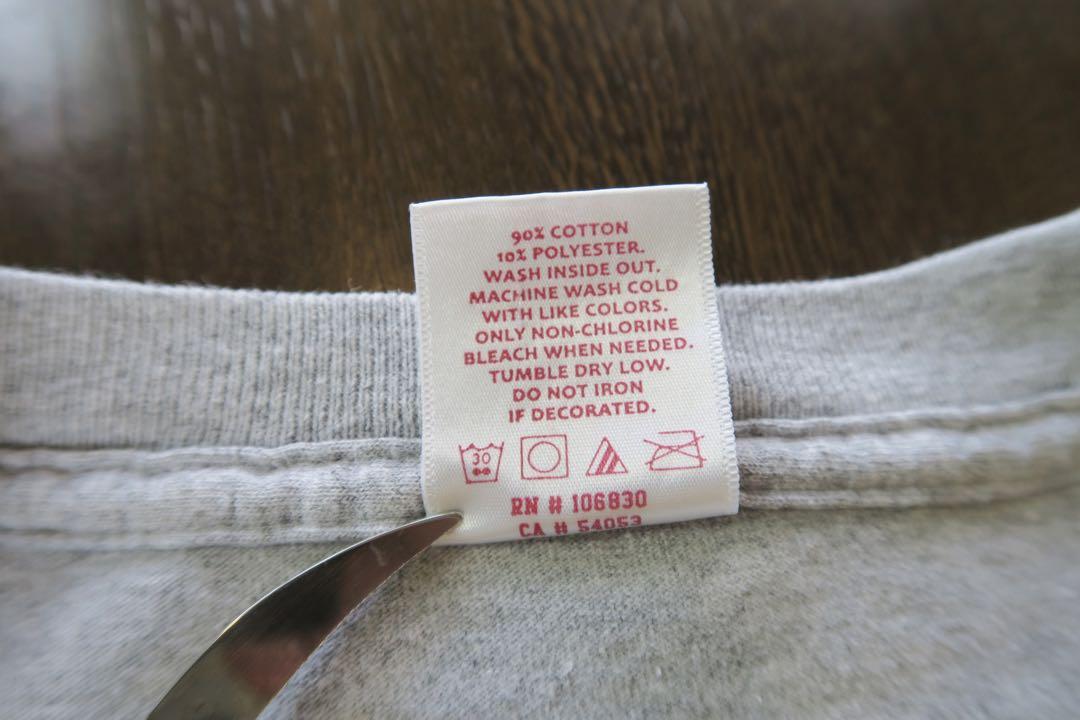 90% COTTON
10% POLYESTER.
WASH INSIDE OUT.
MACHINE WASH COLD
WITH LIKE COLORS.
ONLY NON-CHLORINE
BLEACH WHEN NEEDED.
TUMBLE DRY LOW.
DO NOT IRON
IF DECORATED.
30
RN # 106830
CA # 54053